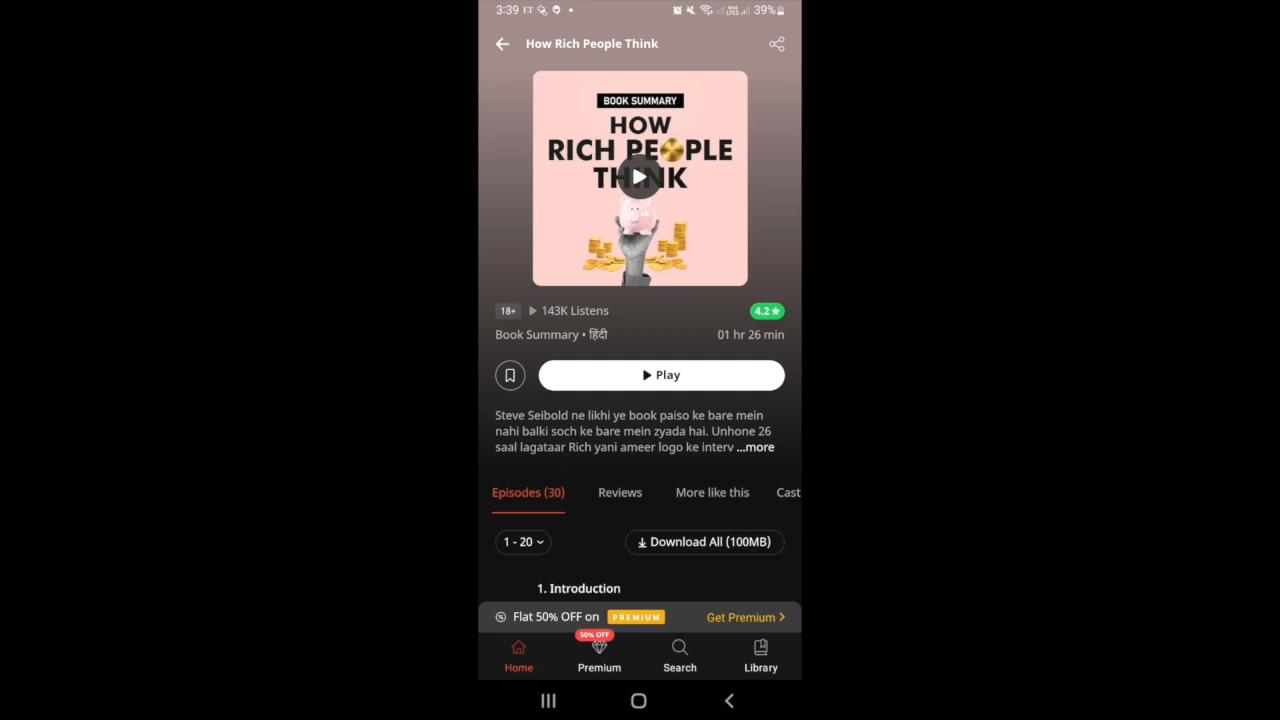 3:39 ET
39%
How Rich People Think
BOOK SUMMARY
HOW
RICH PEOPLE
THINK
18+ 143K Listens 4.2★
Book Summary • हिंदी 01 hr 26 min
Play
Steve Seibold ne likhi ye book paiso ke bare mein
nahi balki soch ke bare mein zyada hai. Unhone 26
saal lagataar Rich yani ameer logo ke interv ...more
Episodes (30) Reviews More like this Cast
1 - 20 Download All (100MB)
1. Introduction
Flat 50% OFF on PREMIUM Get Premium >
50% OFF
Home Premium Search Library